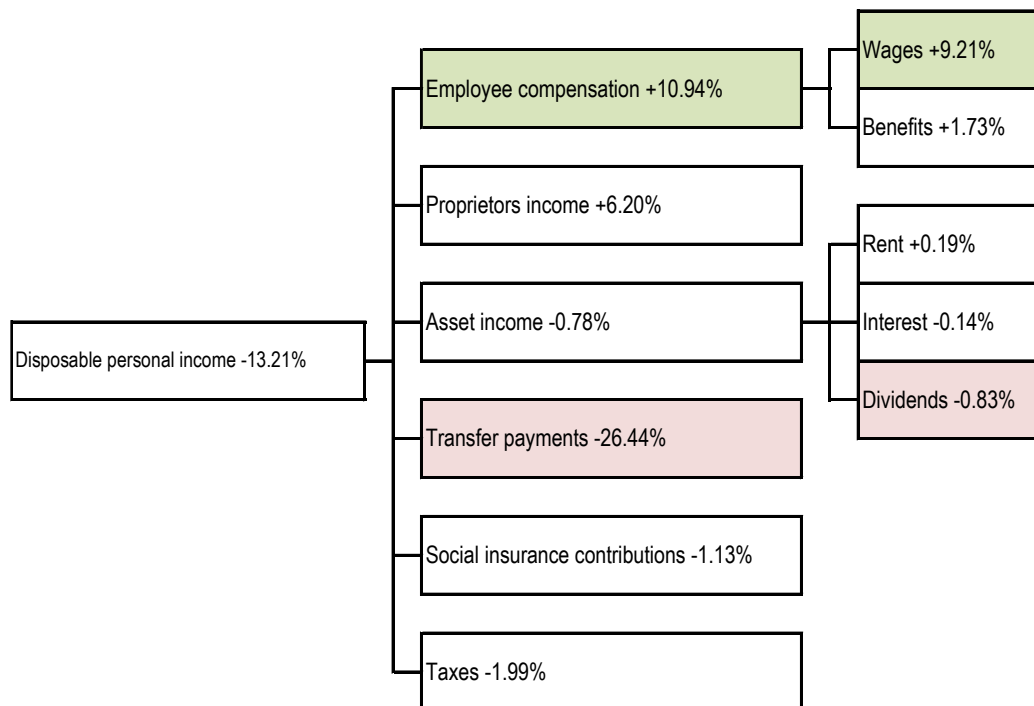 Disposable personal income -13.21%
Employee compensation +10.94%
Wages +9.21%
Benefits +1.73%
Proprietors income +6.20%
Asset income -0.78%
Rent +0.19%
Interest -0.14%
Dividends -0.83%
Transfer payments -26.44%
Social insurance contributions -1.13%
Taxes -1.99%